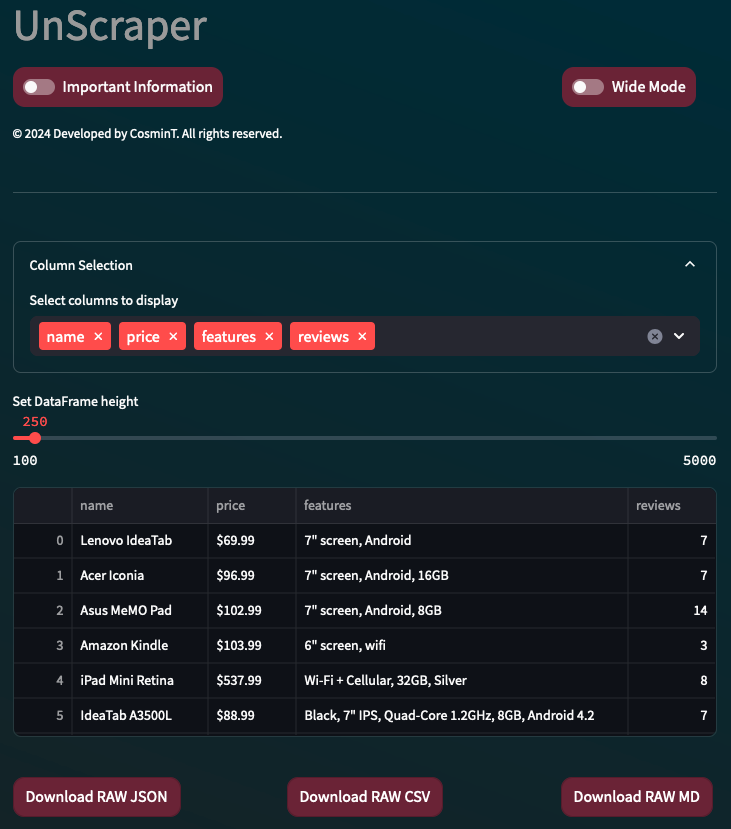 UnScraper
Important Information Wide Mode
© 2024 Developed by CosminT. All rights reserved.
Column Selection
Select columns to display
name × price × features × reviews ×
Set DataFrame height
250
100 5000
name price features reviews
0 Lenovo IdeaTab $69.99 7" screen, Android 7
1 Acer Iconia $96.99 7" screen, Android, 16GB 7
2 Asus MeMO Pad $102.99 7" screen, Android, 8GB 14
3 Amazon Kindle $103.99 6" screen, wifi 3
4 iPad Mini Retina $537.99 Wi-Fi + Cellular, 32GB, Silver 8
5 IdeaTab A3500L $88.99 Black, 7" IPS, Quad-Core 1.2GHz, 8GB, Android 4.2 7
Download RAW JSON Download RAW CSV Download RAW MD